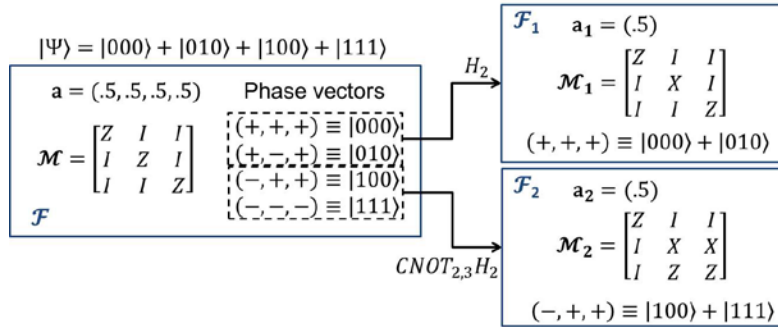 |Ψ⟩ = |000⟩ + |010⟩ + |100⟩ + |111⟩
a = (.5, .5, .5, .5)
Phase vectors
ℳ = [Z I I
I Z I
I I Z]
(+, +, +) ≡ |000⟩
(+, −, +) ≡ |010⟩
(−, +, +) ≡ |100⟩
(−, −, −) ≡ |111⟩
ℱ
H₂
CNOT₂,₃H₂
ℱ₁ a₁ = (.5)
ℳ₁ = [Z I I
I X I
I I Z]
(+, +, +) ≡ |000⟩ + |010⟩
ℱ₂ a₂ = (.5)
ℳ₂ = [Z I I
I X X
I Z Z]
(−, +, +) ≡ |100⟩ + |111⟩